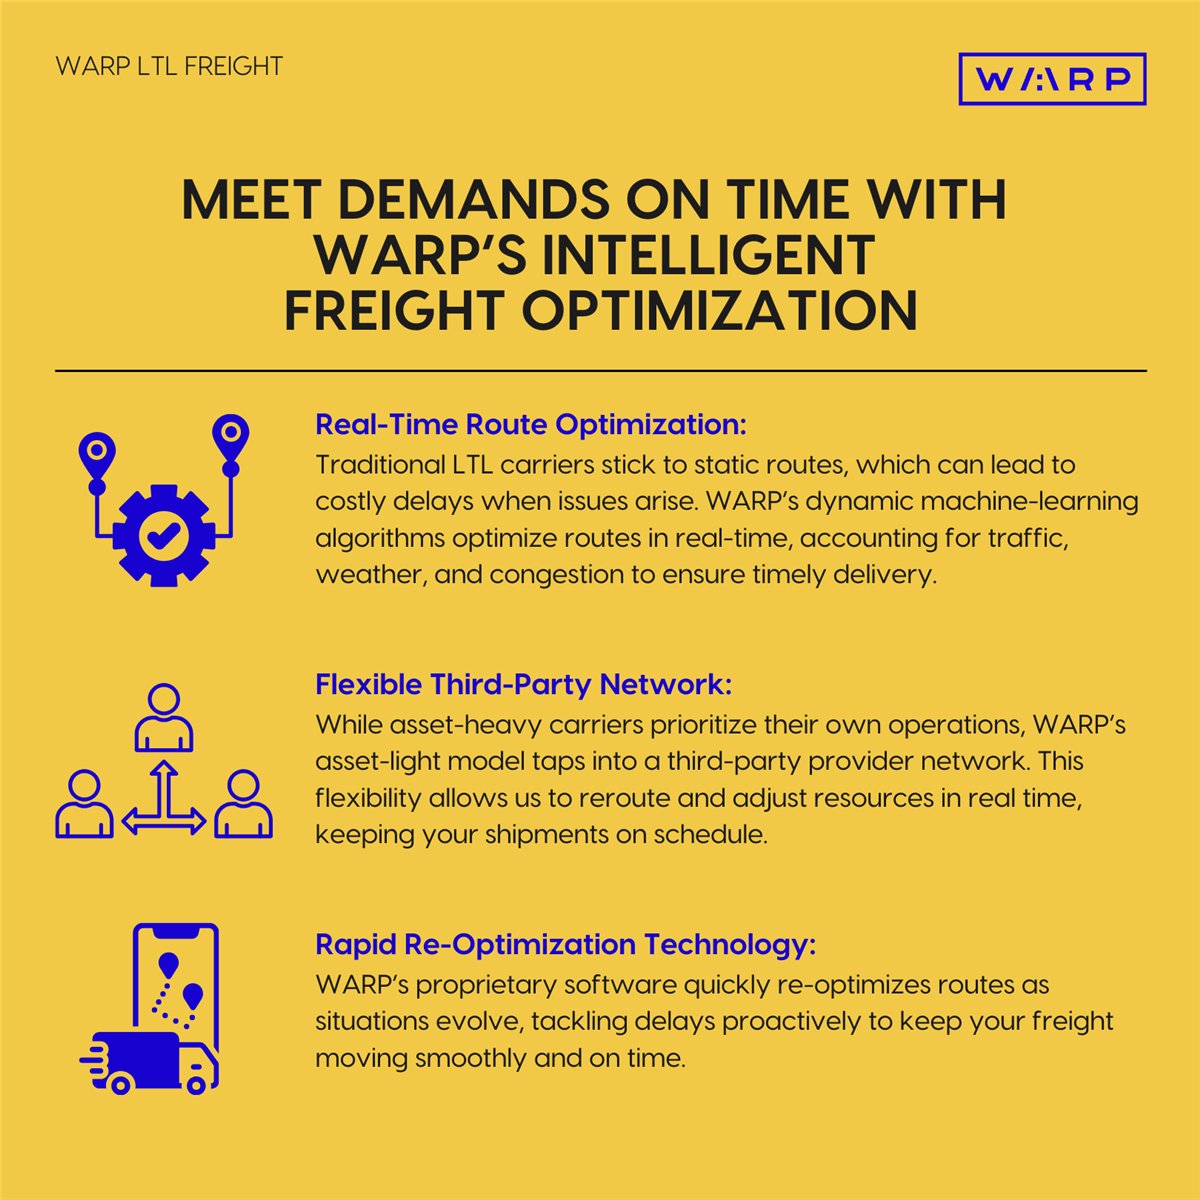 WARP LTL FREIGHT
WARP
MEET DEMANDS ON TIME WITH
WARP’S INTELLIGENT
FREIGHT OPTIMIZATION
Real-Time Route Optimization:
Traditional LTL carriers stick to static routes, which can lead to
costly delays when issues arise. WARP’s dynamic machine-learning
algorithms optimize routes in real-time, accounting for traffic,
weather, and congestion to ensure timely delivery.
Flexible Third-Party Network:
While asset-heavy carriers prioritize their own operations, WARP’s
asset-light model taps into a third-party provider network. This
flexibility allows us to reroute and adjust resources in real time,
keeping your shipments on schedule.
Rapid Re-Optimization Technology:
WARP’s proprietary software quickly re-optimizes routes as
situations evolve, tackling delays proactively to keep your freight
moving smoothly and on time.